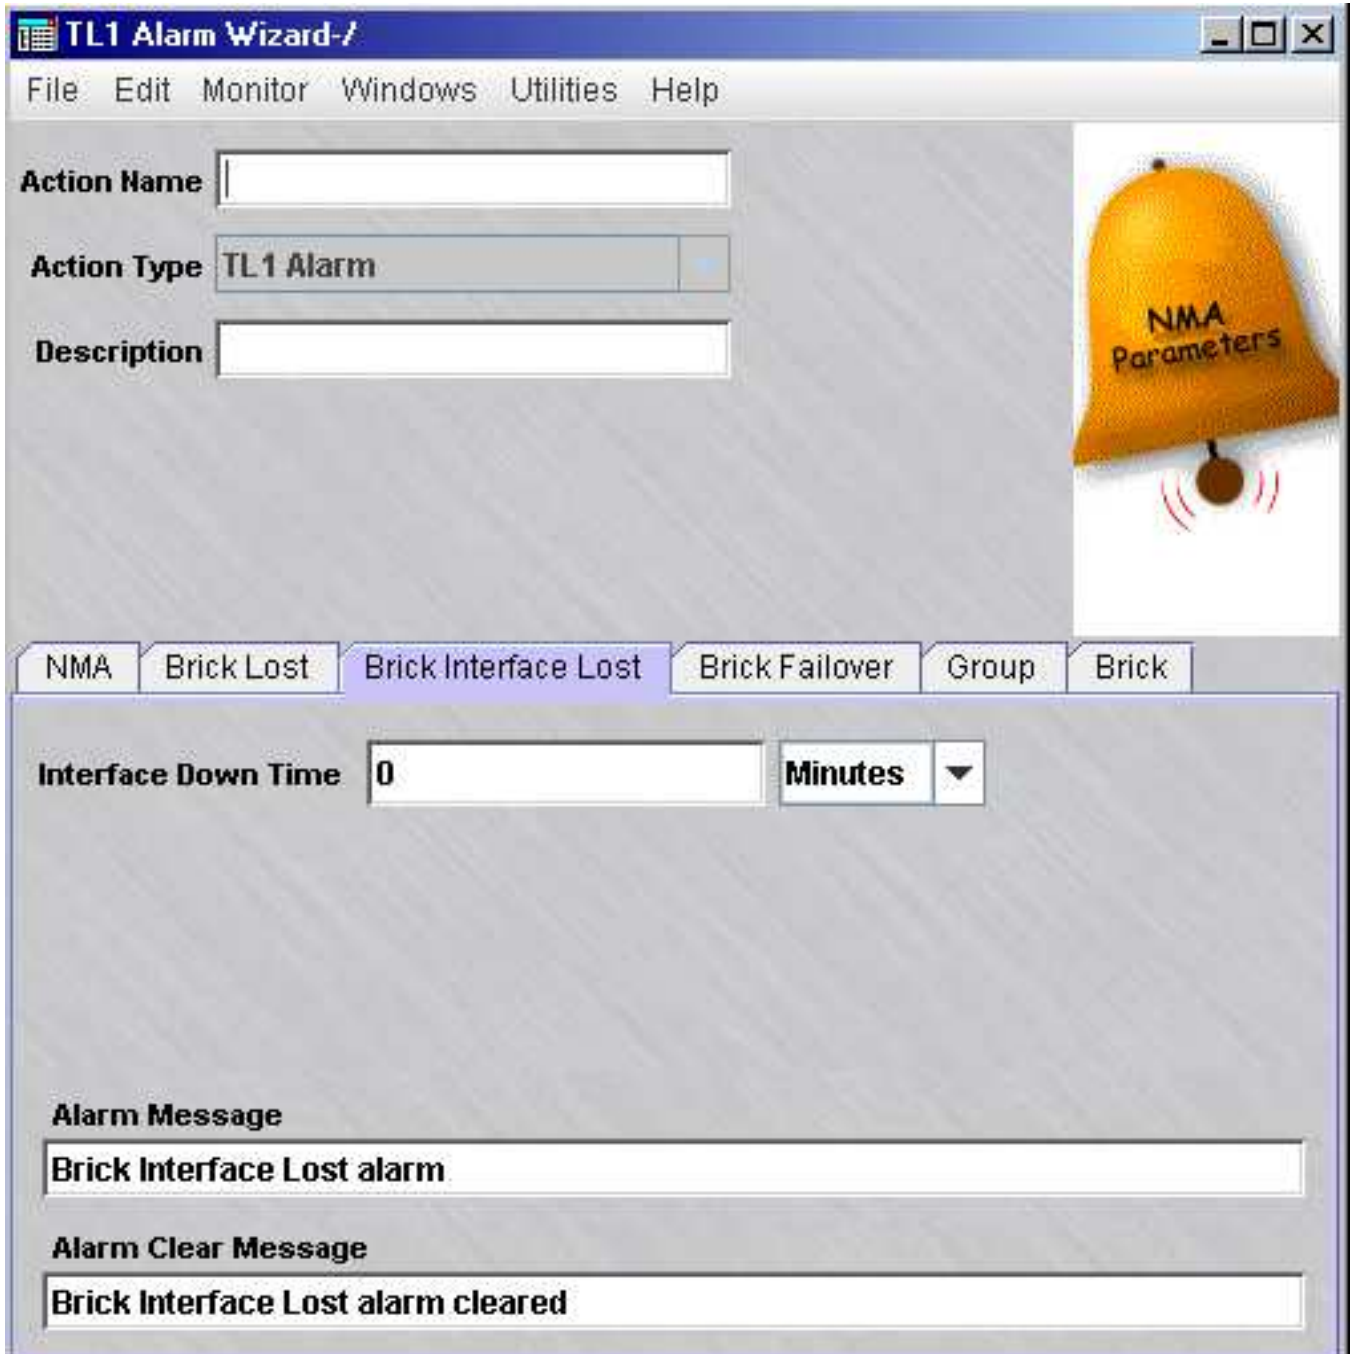 TL1 Alarm Wizard-/
File Edit Monitor Windows Utilities Help
Action Name
Action Type TL1 Alarm
Description
NMA
Parameters
NMA Brick Lost Brick Interface Lost Brick Failover Group Brick
Interface Down Time 0 Minutes
Alarm Message
Brick Interface Lost alarm
Alarm Clear Message
Brick Interface Lost alarm cleared